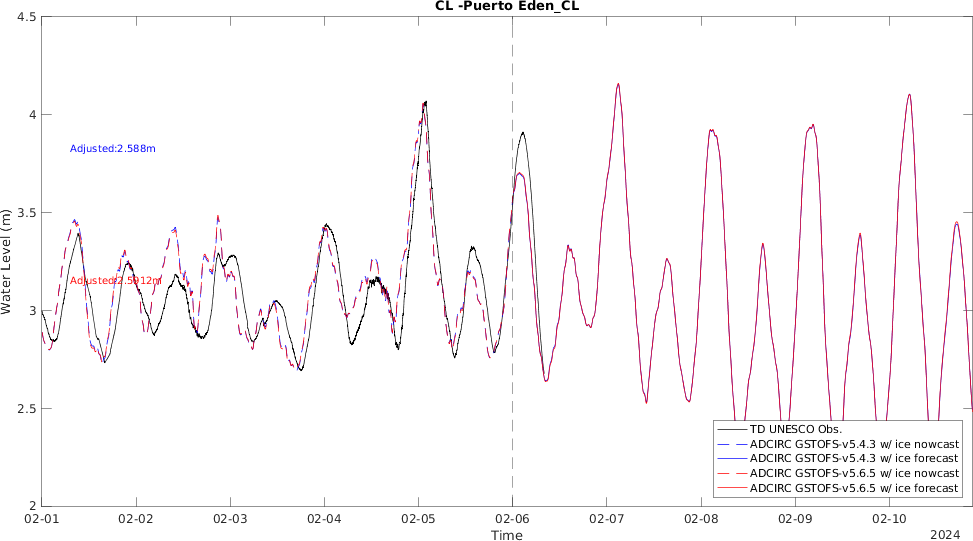 CL -Puerto Eden_CL
4.5
4
3.5
3
2.5
2
Water Level (m)
Adjusted:2.588m
Adjusted:2.5912m
TD UNESCO Obs.
ADCIRC GSTOFS-v5.4.3 w/ ice nowcast
ADCIRC GSTOFS-v5.4.3 w/ ice forecast
ADCIRC GSTOFS-v5.6.5 w/ ice nowcast
ADCIRC GSTOFS-v5.6.5 w/ ice forecast
02-01 02-02 02-03 02-04 02-05 02-06 02-07 02-08 02-09 02-10
Time
2024